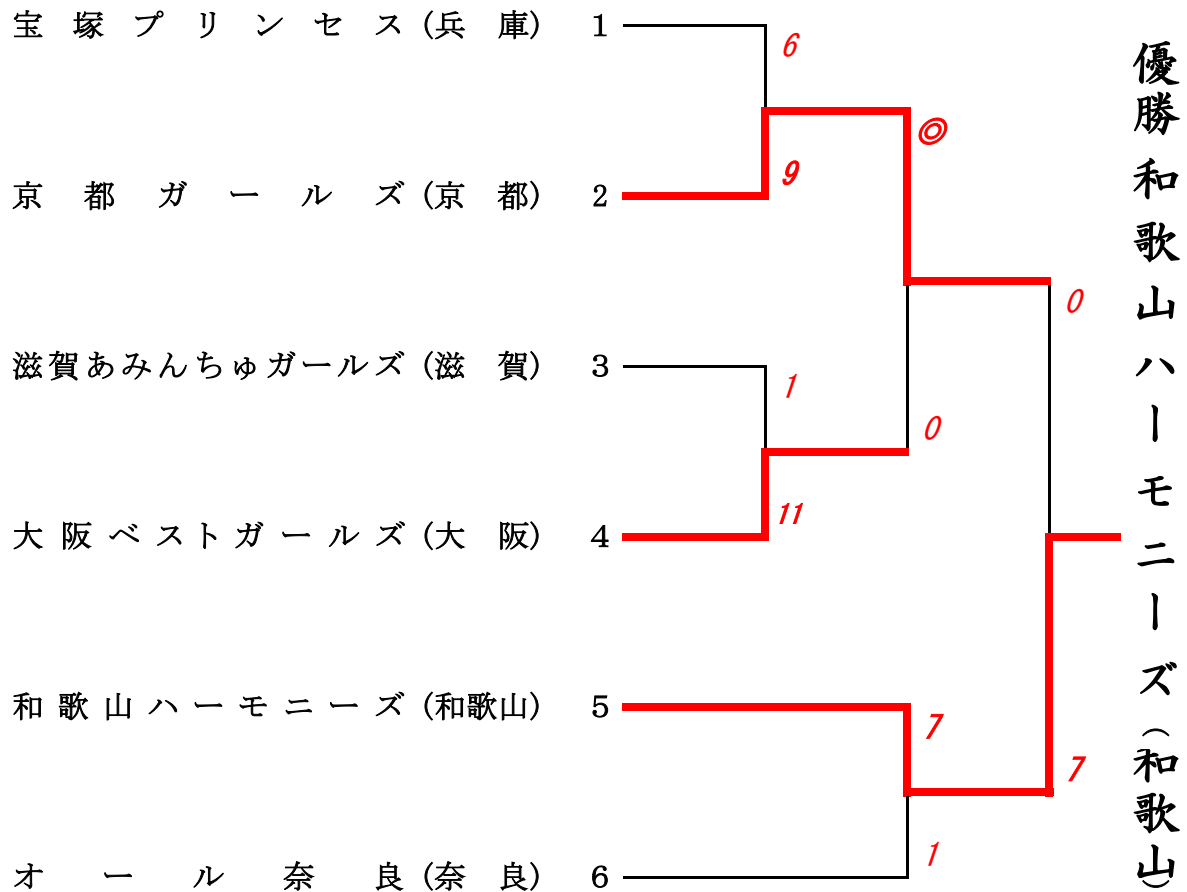 宝塚プリンセス (兵庫) 1
6
◎
9
京都ガールズ (京都) 2
0
滋賀あみんちゅガールズ (滋賀) 3
1
0
11
大阪ベストガールズ (大阪) 4
和歌山ハーモニーズ (和歌山) 5
7
7
1
オール奈良 (奈良) 6
優勝 和歌山ハーモニーズ(和歌山)